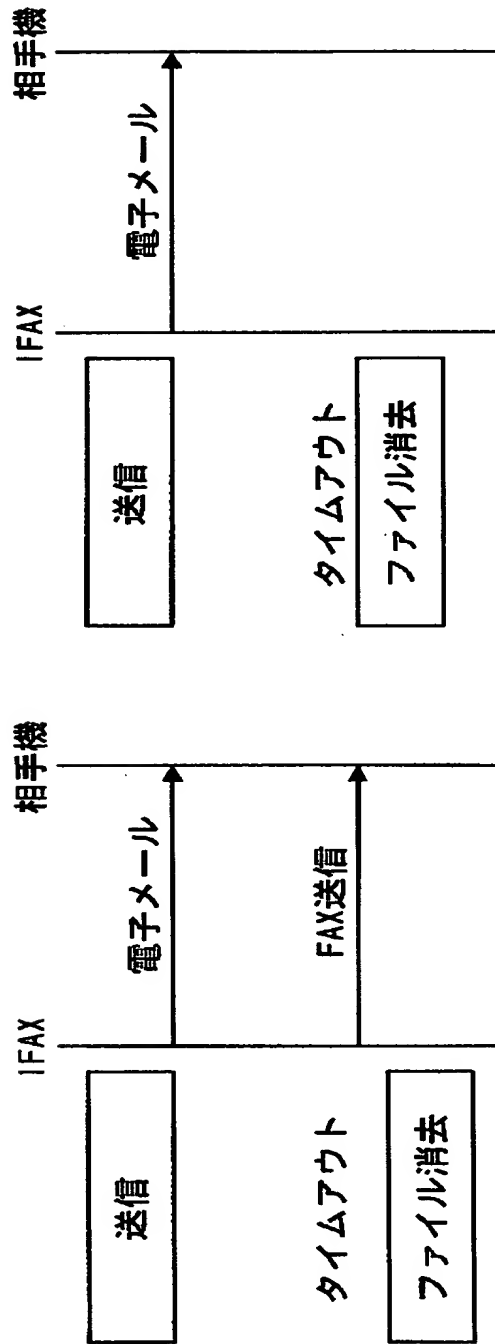 IFAX
相手機
送信
電子メール
タイムアウト
FAX送信
ファイル消去
IFAX
相手機
送信
電子メール
タイムアウト
ファイル消去